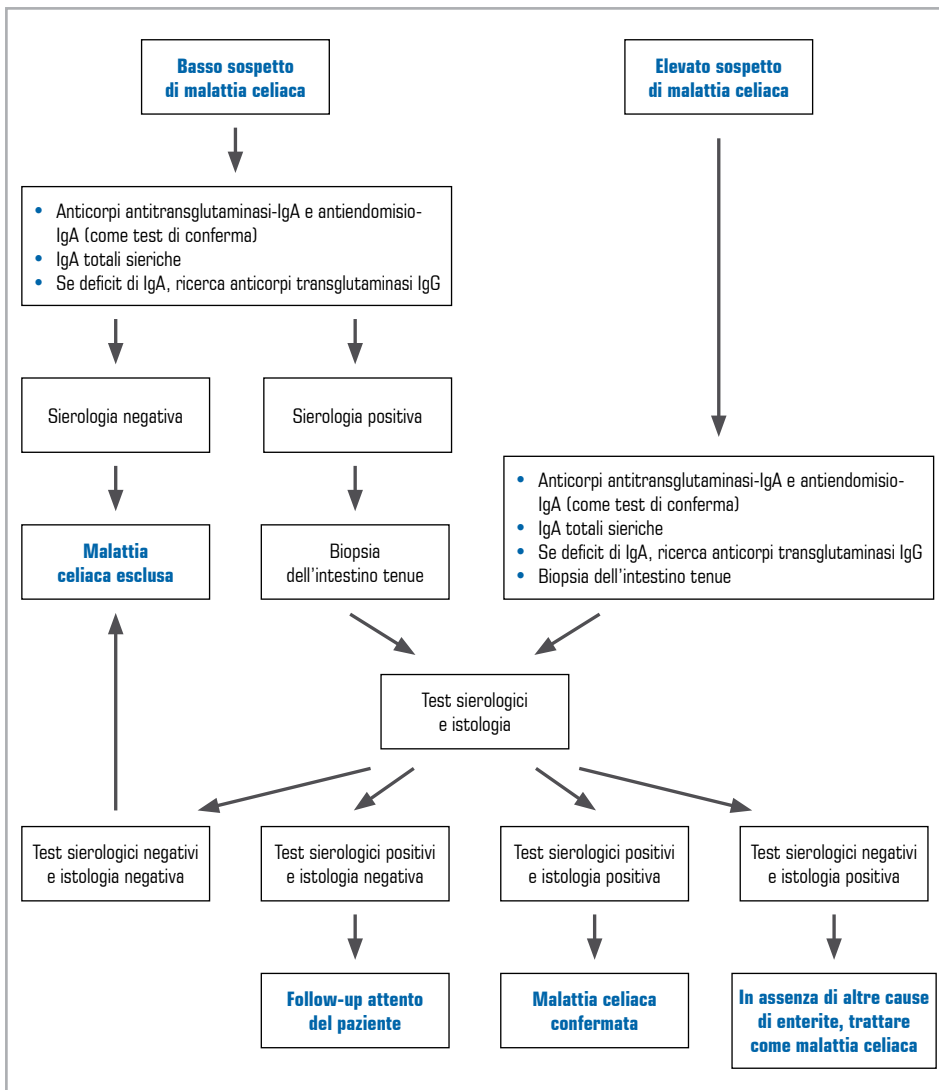 Basso sospetto
di malattia celiaca
Elevato sospetto
di malattia celiaca
• Anticorpi antitransglutaminasi-IgA e antiendomisio-
IgA (come test di conferma)
• IgA totali sieriche
• Se deficit di IgA, ricerca anticorpi transglutaminasi IgG
Sierologia negativa
Sierologia positiva
• Anticorpi antitransglutaminasi-IgA e antiendomisio-
IgA (come test di conferma)
• IgA totali sieriche
• Se deficit di IgA, ricerca anticorpi transglutaminasi IgG
• Biopsia dell'intestino tenue
Malattia
celiaca esclusa
Biopsia
dell'intestino tenue
Test sierologici
e istologia
Test sierologici negativi
e istologia negativa
Test sierologici positivi
e istologia negativa
Test sierologici positivi
e istologia positiva
Test sierologici negativi
e istologia positiva
Follow-up attento
del paziente
Malattia celiaca
confermata
In assenza di altre cause
di enterite, trattare
come malattia celiaca